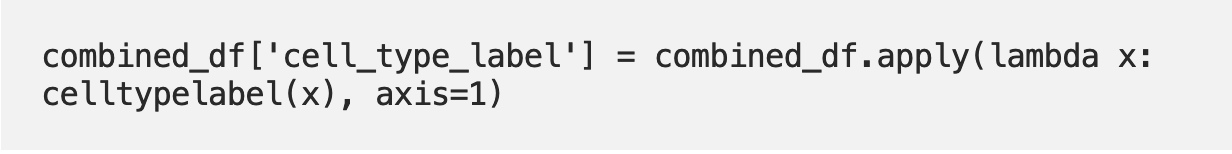 combined_df['cell_type_label'] = combined_df.apply(lambda x:
celltypelabel(x), axis=1)